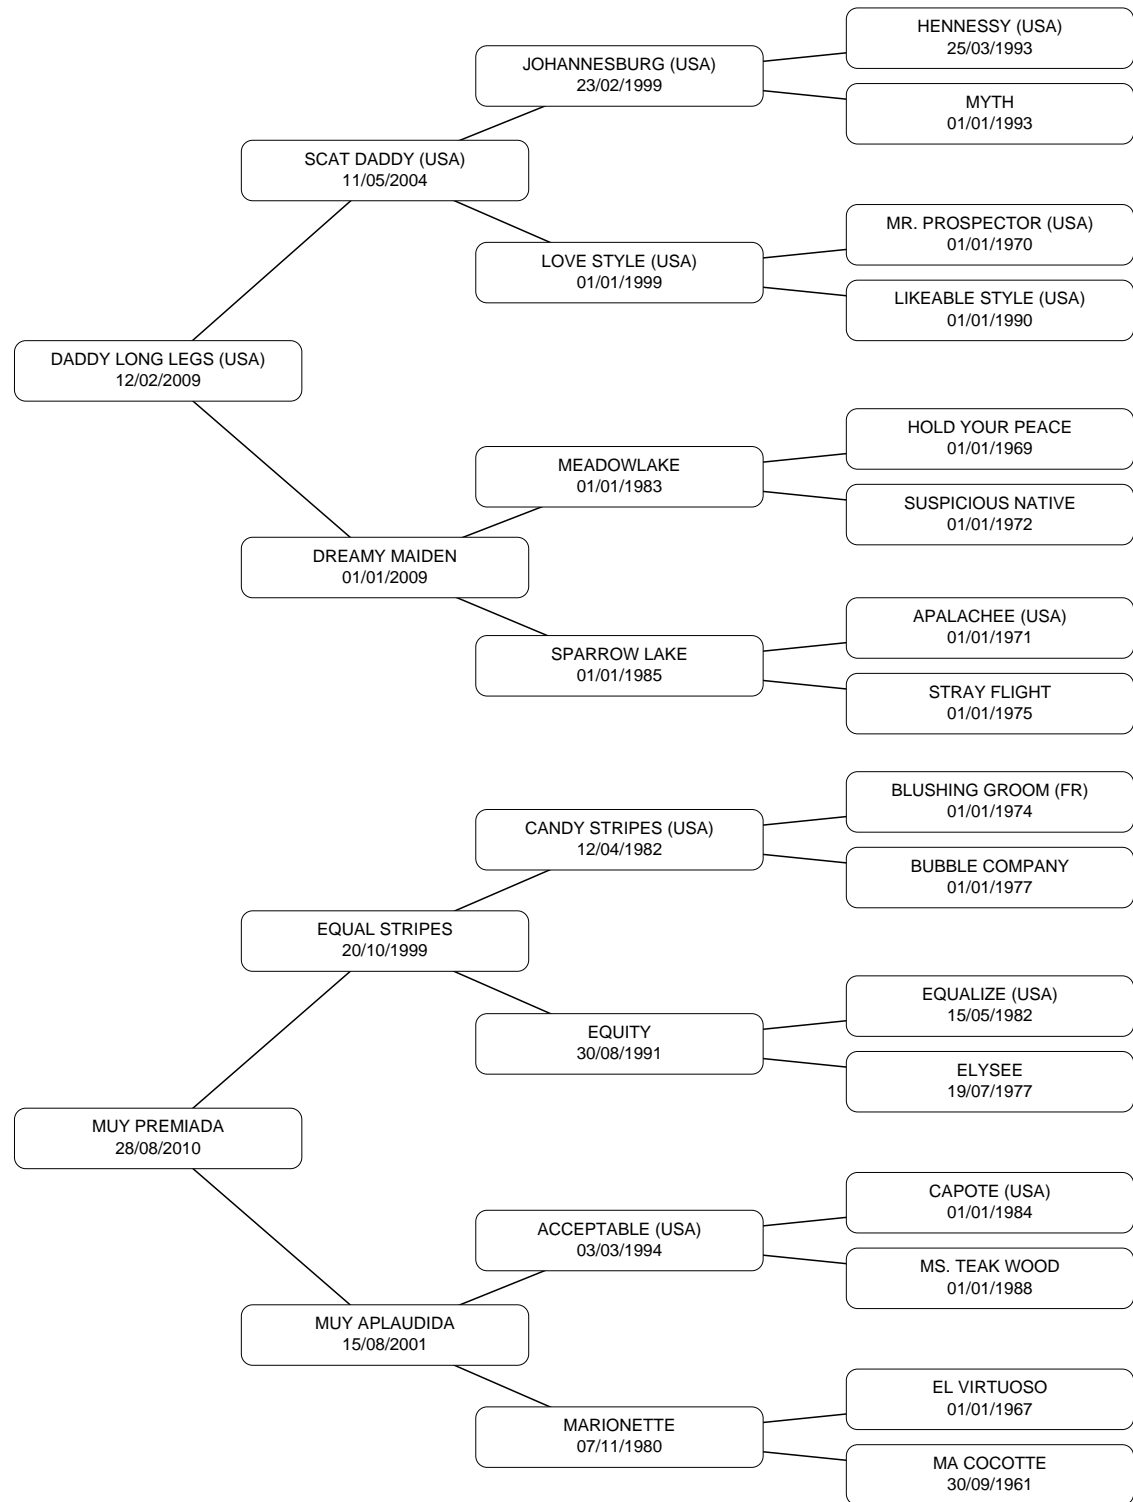 HENNESSY (USA)
25/03/1993
JOHANNESBURG (USA)
23/02/1999
MYTH
01/01/1993
SCAT DADDY (USA)
11/05/2004
MR. PROSPECTOR (USA)
01/01/1970
LOVE STYLE (USA)
01/01/1999
LIKEABLE STYLE (USA)
01/01/1990
DADDY LONG LEGS (USA)
12/02/2009
HOLD YOUR PEACE
01/01/1969
MEADOWLAKE
01/01/1983
SUSPICIOUS NATIVE
01/01/1972
DREAMY MAIDEN
01/01/2009
APALACHEE (USA)
01/01/1971
SPARROW LAKE
01/01/1985
STRAY FLIGHT
01/01/1975
BLUSHING GROOM (FR)
01/01/1974
CANDY STRIPES (USA)
12/04/1982
BUBBLE COMPANY
01/01/1977
EQUAL STRIPES
20/10/1999
EQUALIZE (USA)
15/05/1982
EQUITY
30/08/1991
ELYSEE
19/07/1977
MUY PREMIADA
28/08/2010
CAPOTE (USA)
01/01/1984
ACCEPTABLE (USA)
03/03/1994
MS. TEAK WOOD
01/01/1988
MUY APLAUDIDA
15/08/2001
EL VIRTUOSO
01/01/1967
MARIONETTE
07/11/1980
MA COCOTTE
30/09/1961